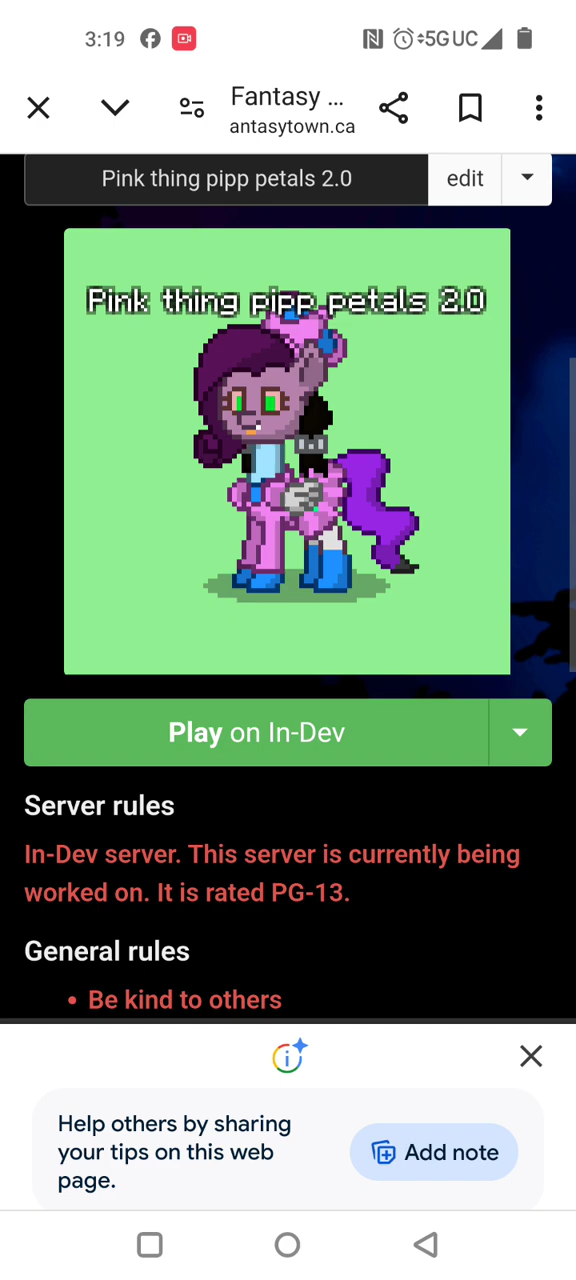 3:19
5G UC
Fantasy ...
antasytown.ca
Pink thing pipp petals 2.0
edit
Pink thing pipp petals 2.0
Play on In-Dev
Server rules
In-Dev server. This server is currently being
worked on. It is rated PG-13.
General rules
• Be kind to others
Help others by sharing
your tips on this web
page.
Add note